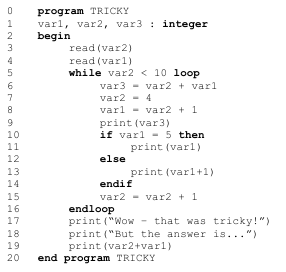 0 program TRICKY
1 var1, var2, var3 : integer
2 begin
3 read(var2)
4 read(var1)
5 while var2 < 10 loop
6 var3 = var2 + var1
7 var2 = 4
8 var1 = var2 + 1
9 print(var3)
10 if var1 = 5 then
11 print(var1)
12 else
13 print(var1+1)
14 endif
15 var2 = var2 + 1
16 endloop
17 print("Wow – that was tricky!")
18 print("But the answer is...")
19 print(var2+var1)
20 end program TRICKY